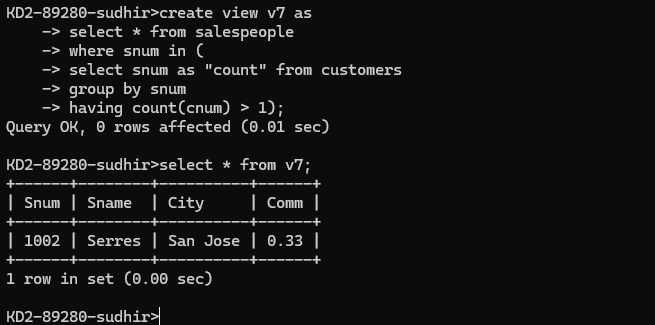 KD2-89280-sudhir>create view v7 as
    -> select * from salespeople
    -> where snum in (
    -> select snum as "count" from customers
    -> group by snum
    -> having count(cnum) > 1);
Query OK, 0 rows affected (0.01 sec)

KD2-89280-sudhir>select * from v7;
+------+--------+----------+------+
| Snum | Sname  | City     | Comm |
+------+--------+----------+------+
| 1002 | Serres | San Jose | 0.33 |
+------+--------+----------+------+
1 row in set (0.00 sec)

KD2-89280-sudhir>